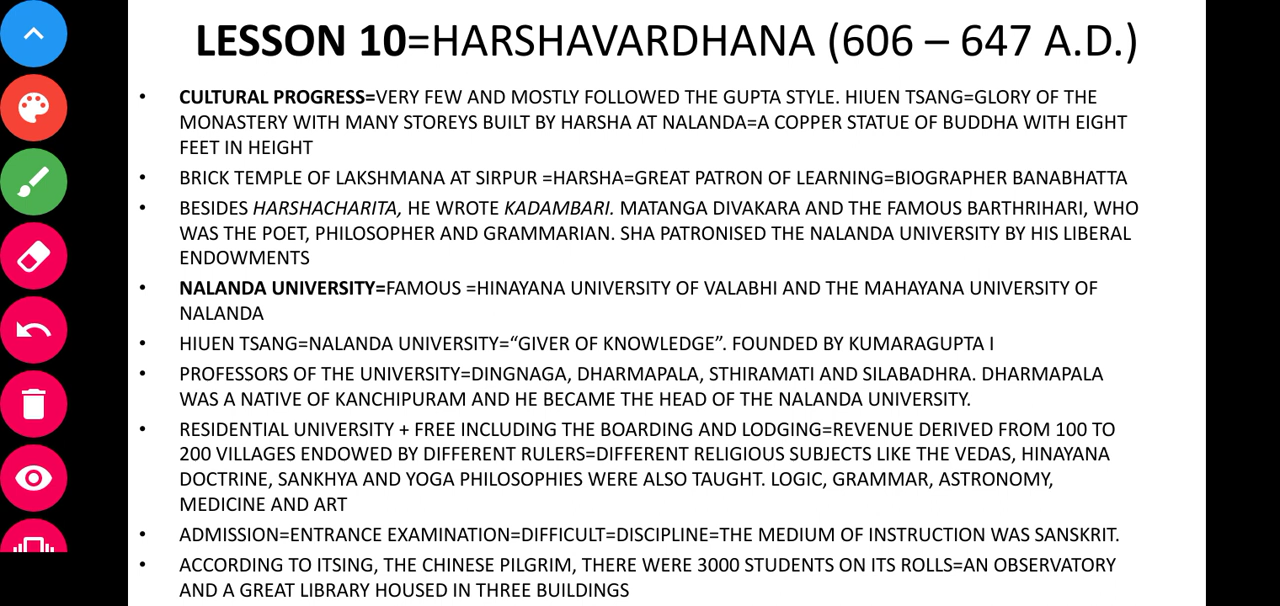 LESSON 10=HARSHAVARDHANA (606 – 647 A.D.)
• CULTURAL PROGRESS=VERY FEW AND MOSTLY FOLLOWED THE GUPTA STYLE. HIUEN TSANG=GLORY OF THE
MONASTERY WITH MANY STOREYS BUILT BY HARSHA AT NALANDA=A COPPER STATUE OF BUDDHA WITH EIGHT
FEET IN HEIGHT
• BRICK TEMPLE OF LAKSHMANA AT SIRPUR =HARSHA=GREAT PATRON OF LEARNING=BIOGRAPHER BANABHATTA
• BESIDES HARSHACHARITA, HE WROTE KADAMBARI. MATANGA DIVAKARA AND THE FAMOUS BARTHRIHARI, WHO
WAS THE POET, PHILOSOPHER AND GRAMMARIAN. SHA PATRONISED THE NALANDA UNIVERSITY BY HIS LIBERAL
ENDOWMENTS
• NALANDA UNIVERSITY=FAMOUS =HINAYANA UNIVERSITY OF VALABHI AND THE MAHAYANA UNIVERSITY OF
NALANDA
• HIUEN TSANG=NALANDA UNIVERSITY=“GIVER OF KNOWLEDGE”. FOUNDED BY KUMARAGUPTA I
• PROFESSORS OF THE UNIVERSITY=DINGNAGA, DHARMAPALA, STHIRAMATI AND SILABADHRA. DHARMAPALA
WAS A NATIVE OF KANCHIPURAM AND HE BECAME THE HEAD OF THE NALANDA UNIVERSITY.
• RESIDENTIAL UNIVERSITY + FREE INCLUDING THE BOARDING AND LODGING=REVENUE DERIVED FROM 100 TO
200 VILLAGES ENDOWED BY DIFFERENT RULERS=DIFFERENT RELIGIOUS SUBJECTS LIKE THE VEDAS, HINAYANA
DOCTRINE, SANKHYA AND YOGA PHILOSOPHIES WERE ALSO TAUGHT. LOGIC, GRAMMAR, ASTRONOMY,
MEDICINE AND ART
• ADMISSION=ENTRANCE EXAMINATION=DIFFICULT=DISCIPLINE=THE MEDIUM OF INSTRUCTION WAS SANSKRIT.
• ACCORDING TO ITSING, THE CHINESE PILGRIM, THERE WERE 3000 STUDENTS ON ITS ROLLS=AN OBSERVATORY
AND A GREAT LIBRARY HOUSED IN THREE BUILDINGS